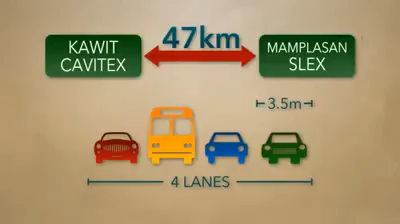 KAWIT
CAVITEX
47km
MAMPLASAN
SLEX
3.5m
4 LANES